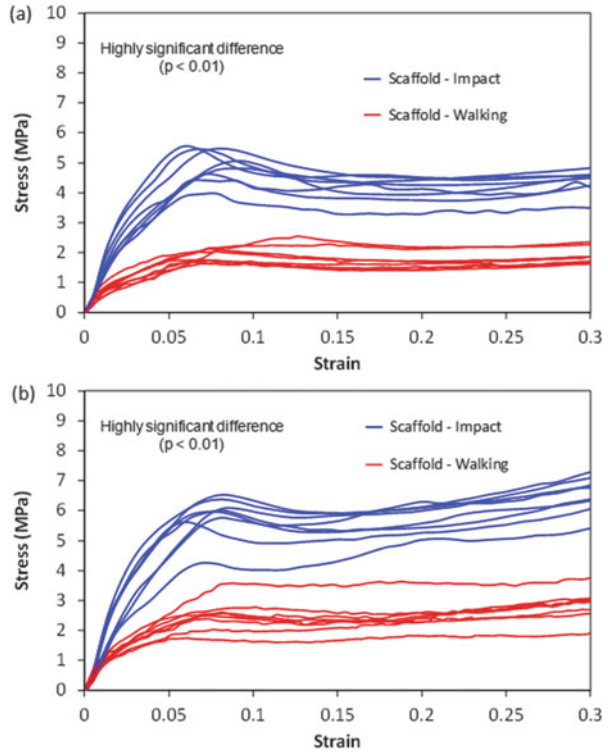 (a)
10
9
8
7
6
5
4
3
2
1
0
Stress (MPa)
Highly significant difference
(p < 0.01)
Scaffold - Impact
Scaffold - Walking
0 0.05 0.1 0.15 0.2 0.25 0.3
Strain
(b)
10
9
8
7
6
5
4
3
2
1
0
Stress (MPa)
Highly significant difference
(p < 0.01)
Scaffold - Impact
Scaffold - Walking
0 0.05 0.1 0.15 0.2 0.25 0.3
Strain